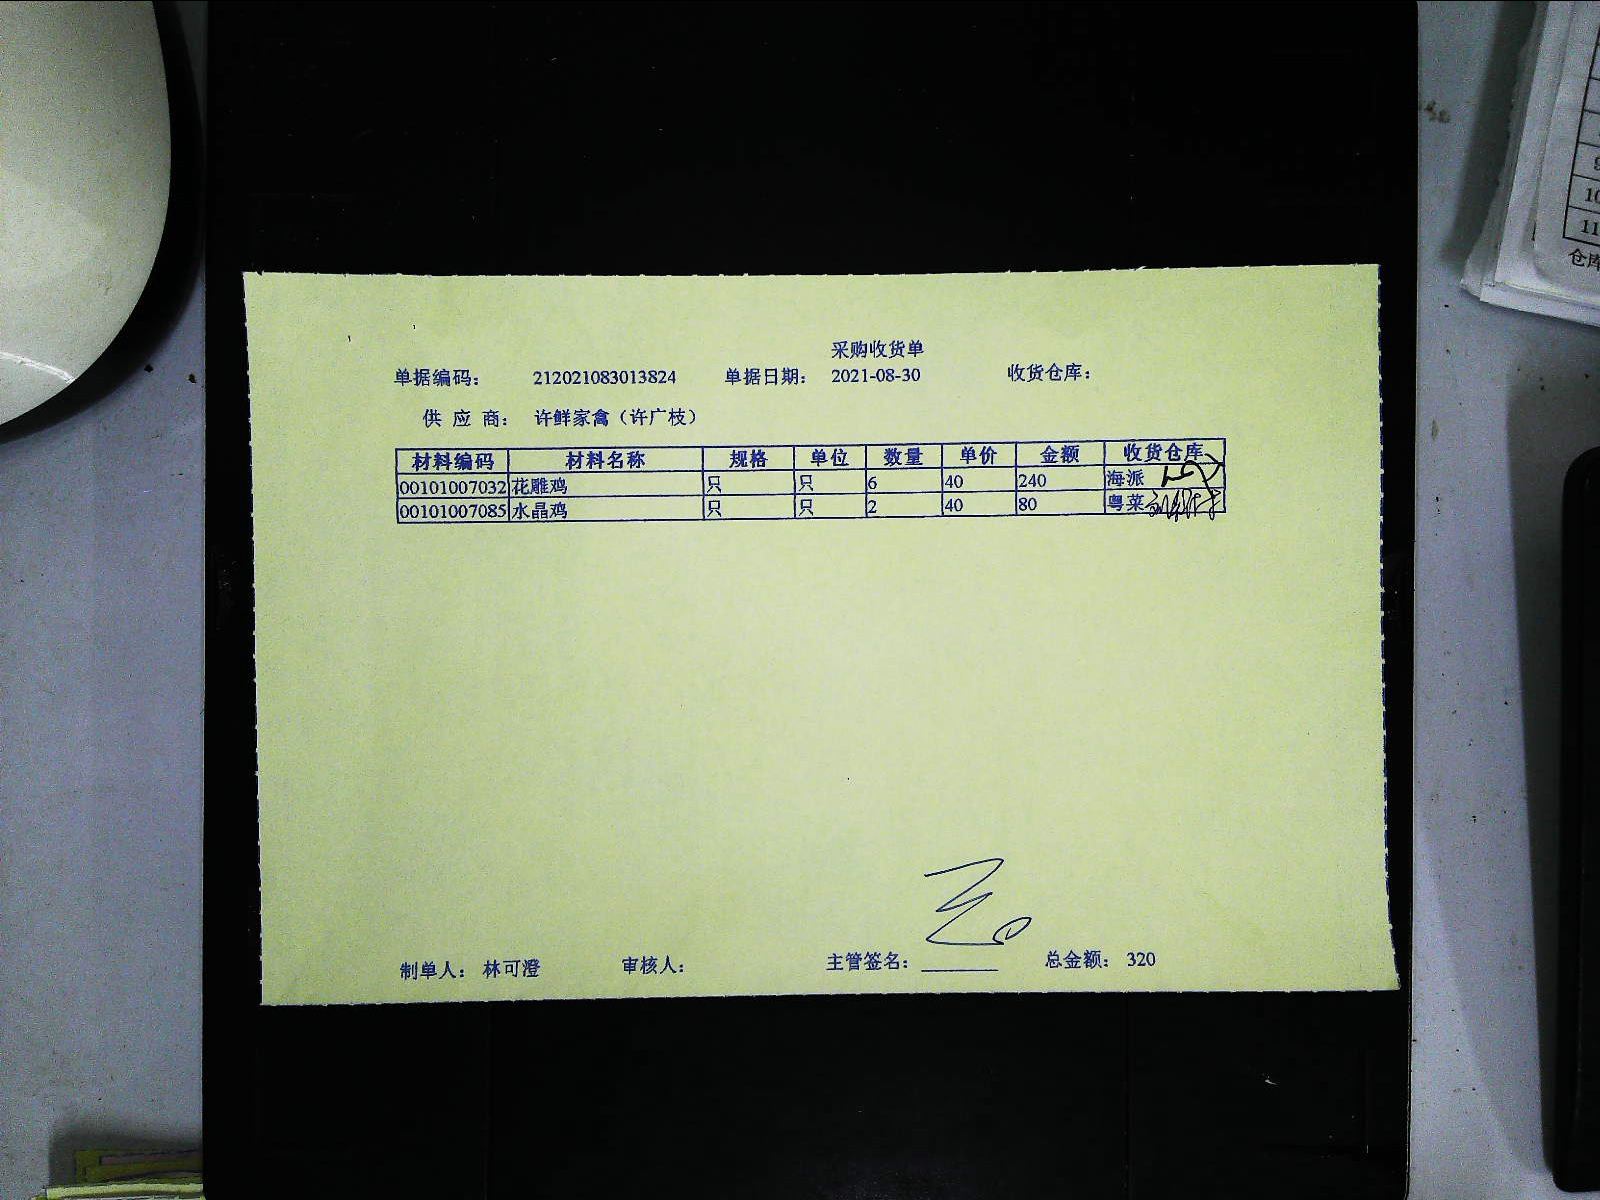 采购收货单
单据编码： 212021083013824 单据日期： 2021-08-30 收货仓库：
供 应 商： 许鲜家禽（许广枝）
材料编码 材料名称 规格 单位 数量 单价 金额 收货仓库
00101007032 花雕鸡 只 只 6 40 240 海派
00101007085 水晶鸡 只 只 2 40 80 粤菜
制单人： 林可澄 审核人： 主管签名： 总金额： 320
10
11
仓库